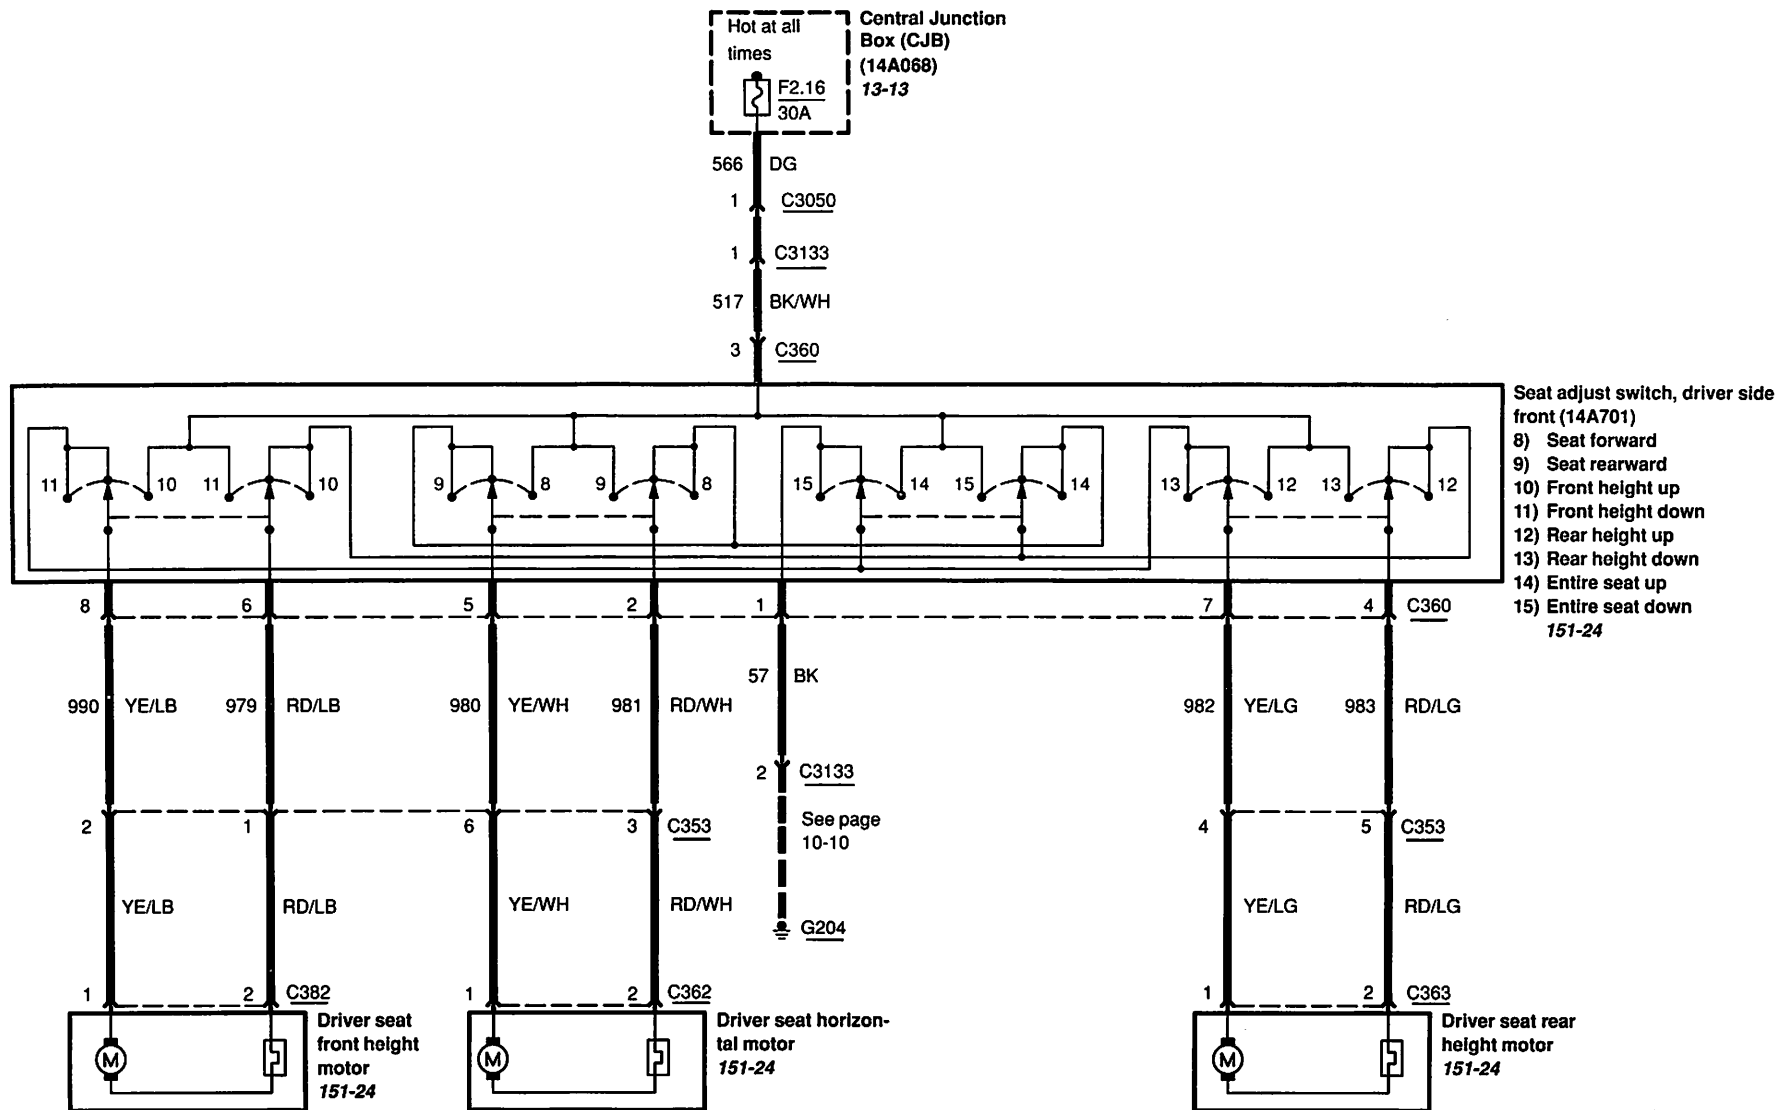 Hot at all
times
F2.16
30A
Central Junction
Box (CJB)
(14A068)
13-13
566 DG
1 C3050
1 C3133
517 BK/WH
3 C360
Seat adjust switch, driver side
front (14A701)
8) Seat forward
9) Seat rearward
10) Front height up
11) Front height down
12) Rear height up
13) Rear height down
14) Entire seat up
15) Entire seat down
151-24
11 10 11 10 9 8 9 8 15 14 15 14 13 12 13 12
8 6 5 2 1 7 4 C360
57 BK
990 YE/LB 979 RD/LB 980 YE/WH 981 RD/WH 982 YE/LG 983 RD/LG
2 C3133
See page
10-10
2 1 6 3 C353 4 5 C353
YE/LB RD/LB YE/WH RD/WH YE/LG RD/LG
G204
1 2 C382 1 2 C362 1 2 C363
M
Driver seat
front height
motor
151-24
M
Driver seat horizon-
tal motor
151-24
M
Driver seat rear
height motor
151-24